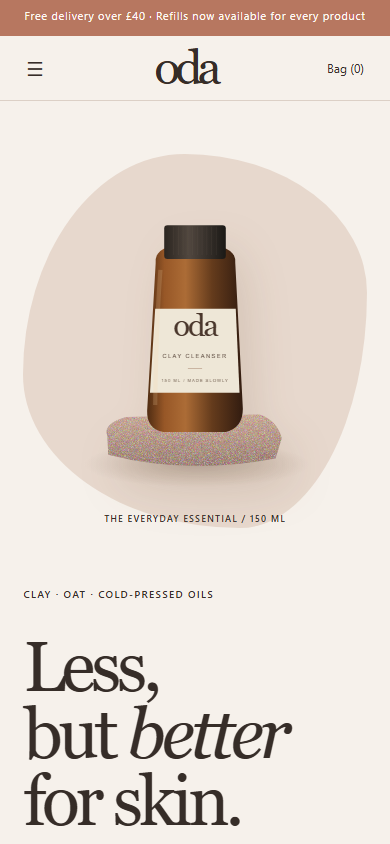 Free delivery over £40 · Refills now available for every product
☰ oda Bag (0)
oda
CLAY CLEANSER
150 ML / MADE SLOWLY
THE EVERYDAY ESSENTIAL / 150 ML
CLAY · OAT · COLD-PRESSED OILS
Less,
but better
for skin.